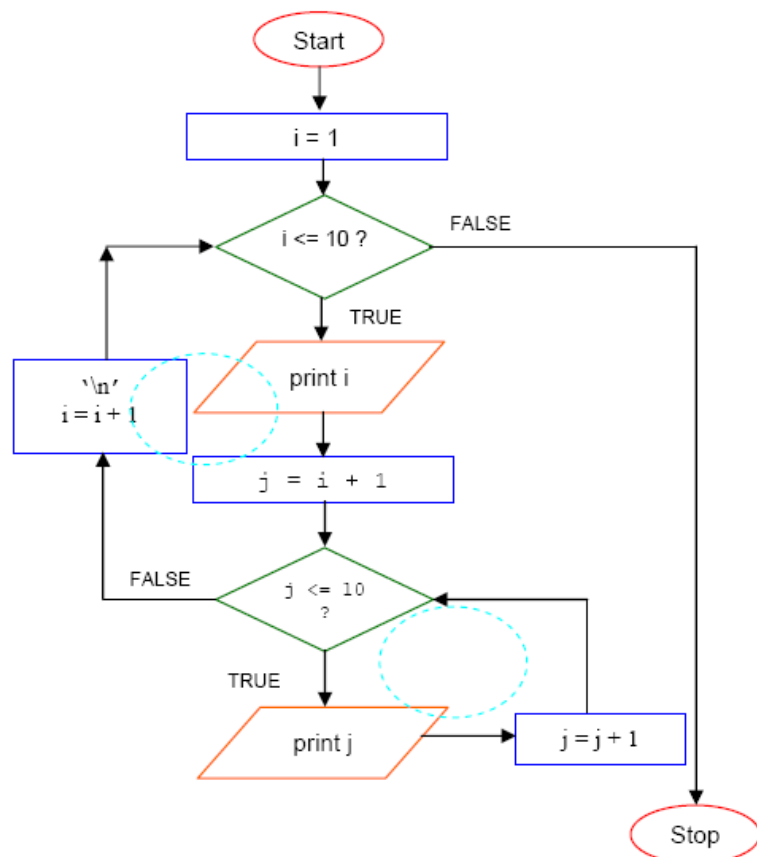 Start
i = 1
i <= 10 ?
FALSE
TRUE
print i
'\n'
i = i + 1
j = i + 1
FALSE
j <= 10
?
TRUE
print j
j = j + 1
Stop